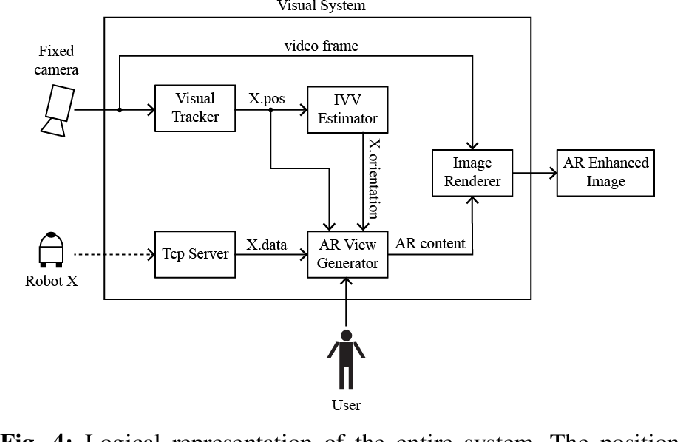 Visual System
video frame
Fixed
camera
Visual
Tracker
X.pos
IVV
Estimator
X.orientation
Image
Renderer
AR Enhanced
Image
Robot X
Tcp Server
X.data
AR View
Generator
AR content
User
Fig. 4: Logical representation of the entire system. The position